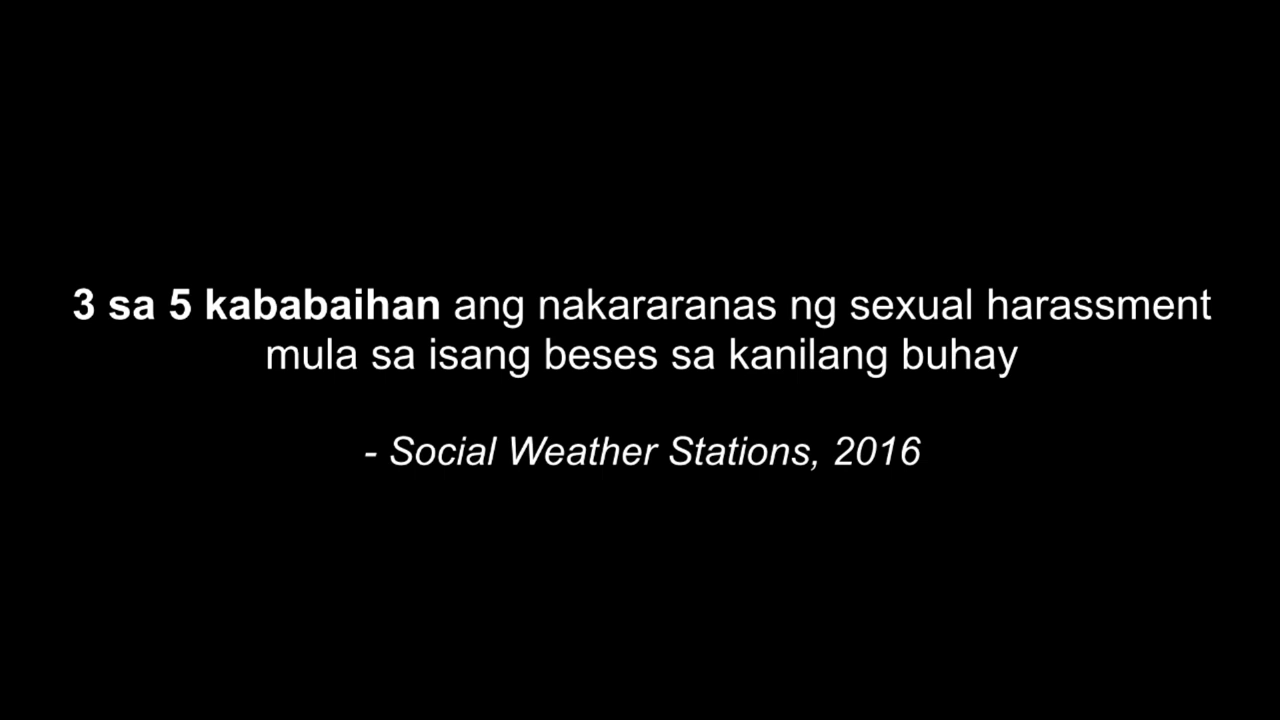 3 sa 5 kababaihan ang nakararanas ng sexual harassment
mula sa isang beses sa kanilang buhay
- Social Weather Stations, 2016